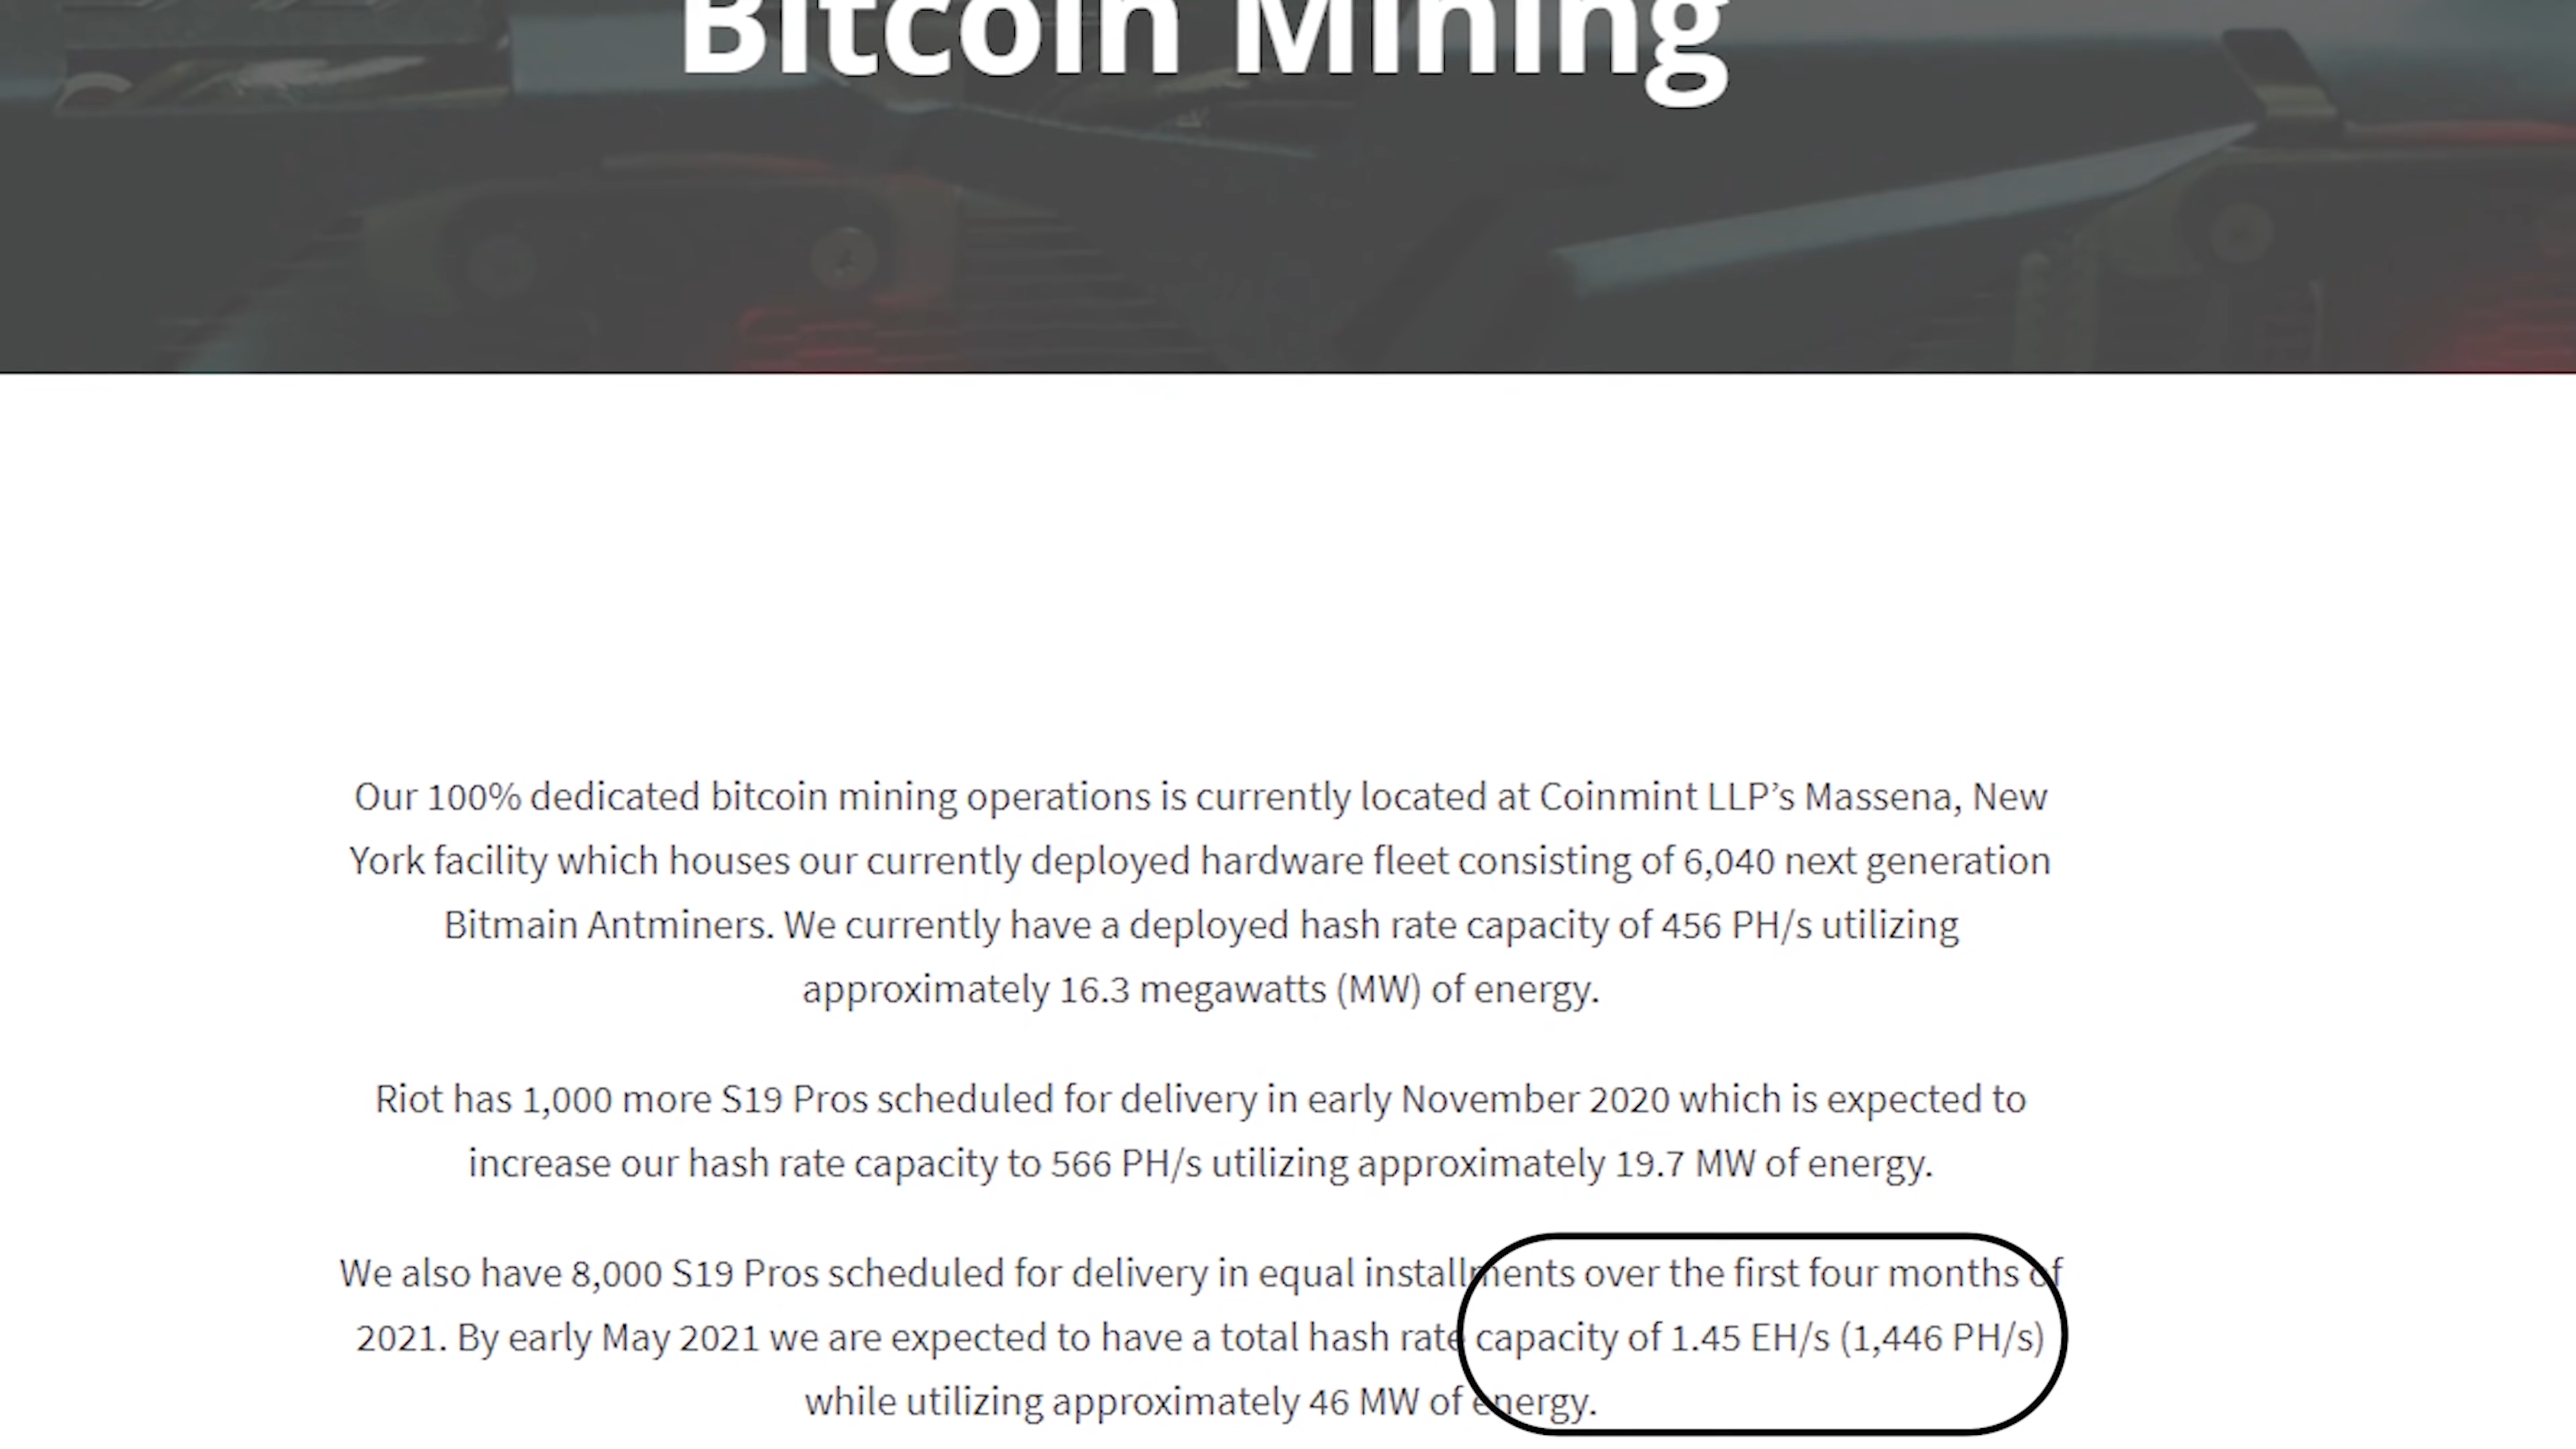 Bitcoin Mining
Our 100% dedicated bitcoin mining operations is currently located at Coinmint LLP’s Massena, New
York facility which houses our currently deployed hardware fleet consisting of 6,040 next generation
Bitmain Antminers. We currently have a deployed hash rate capacity of 456 PH/s utilizing
approximately 16.3 megawatts (MW) of energy.
Riot has 1,000 more S19 Pros scheduled for delivery in early November 2020 which is expected to
increase our hash rate capacity to 566 PH/s utilizing approximately 19.7 MW of energy.
We also have 8,000 S19 Pros scheduled for delivery in equal installments over the first four months of
2021. By early May 2021 we are expected to have a total hash rate capacity of 1.45 EH/s (1,446 PH/s)
while utilizing approximately 46 MW of energy.